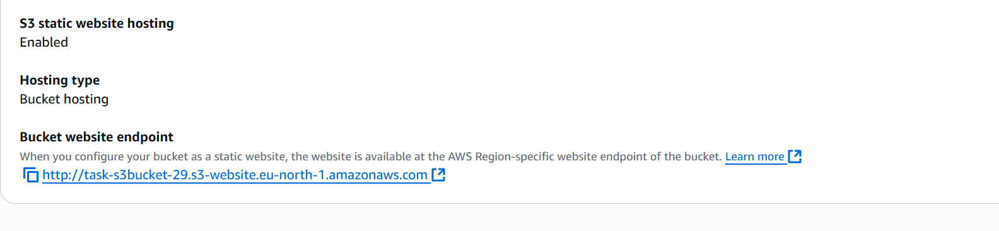 S3 static website hosting
Enabled
Hosting type
Bucket hosting
Bucket website endpoint
When you configure your bucket as a static website, the website is available at the AWS Region-specific website endpoint of the bucket. Learn more
http://task-s3bucket-29.s3-website.eu-north-1.amazonaws.com